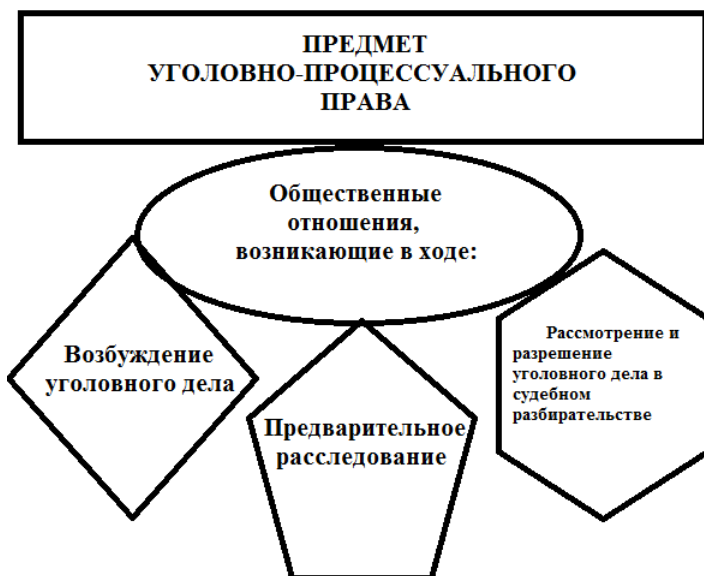 ПРЕДМЕТ
УГОЛОВНО-ПРОЦЕССУАЛЬНОГО
ПРАВА
Общественные
отношения,
возникающие в ходе:
Возбуждение
уголовного дела
Предварительное
расследование
Рассмотрение и
разрешение
уголовного дела в
судебном
разбирательстве